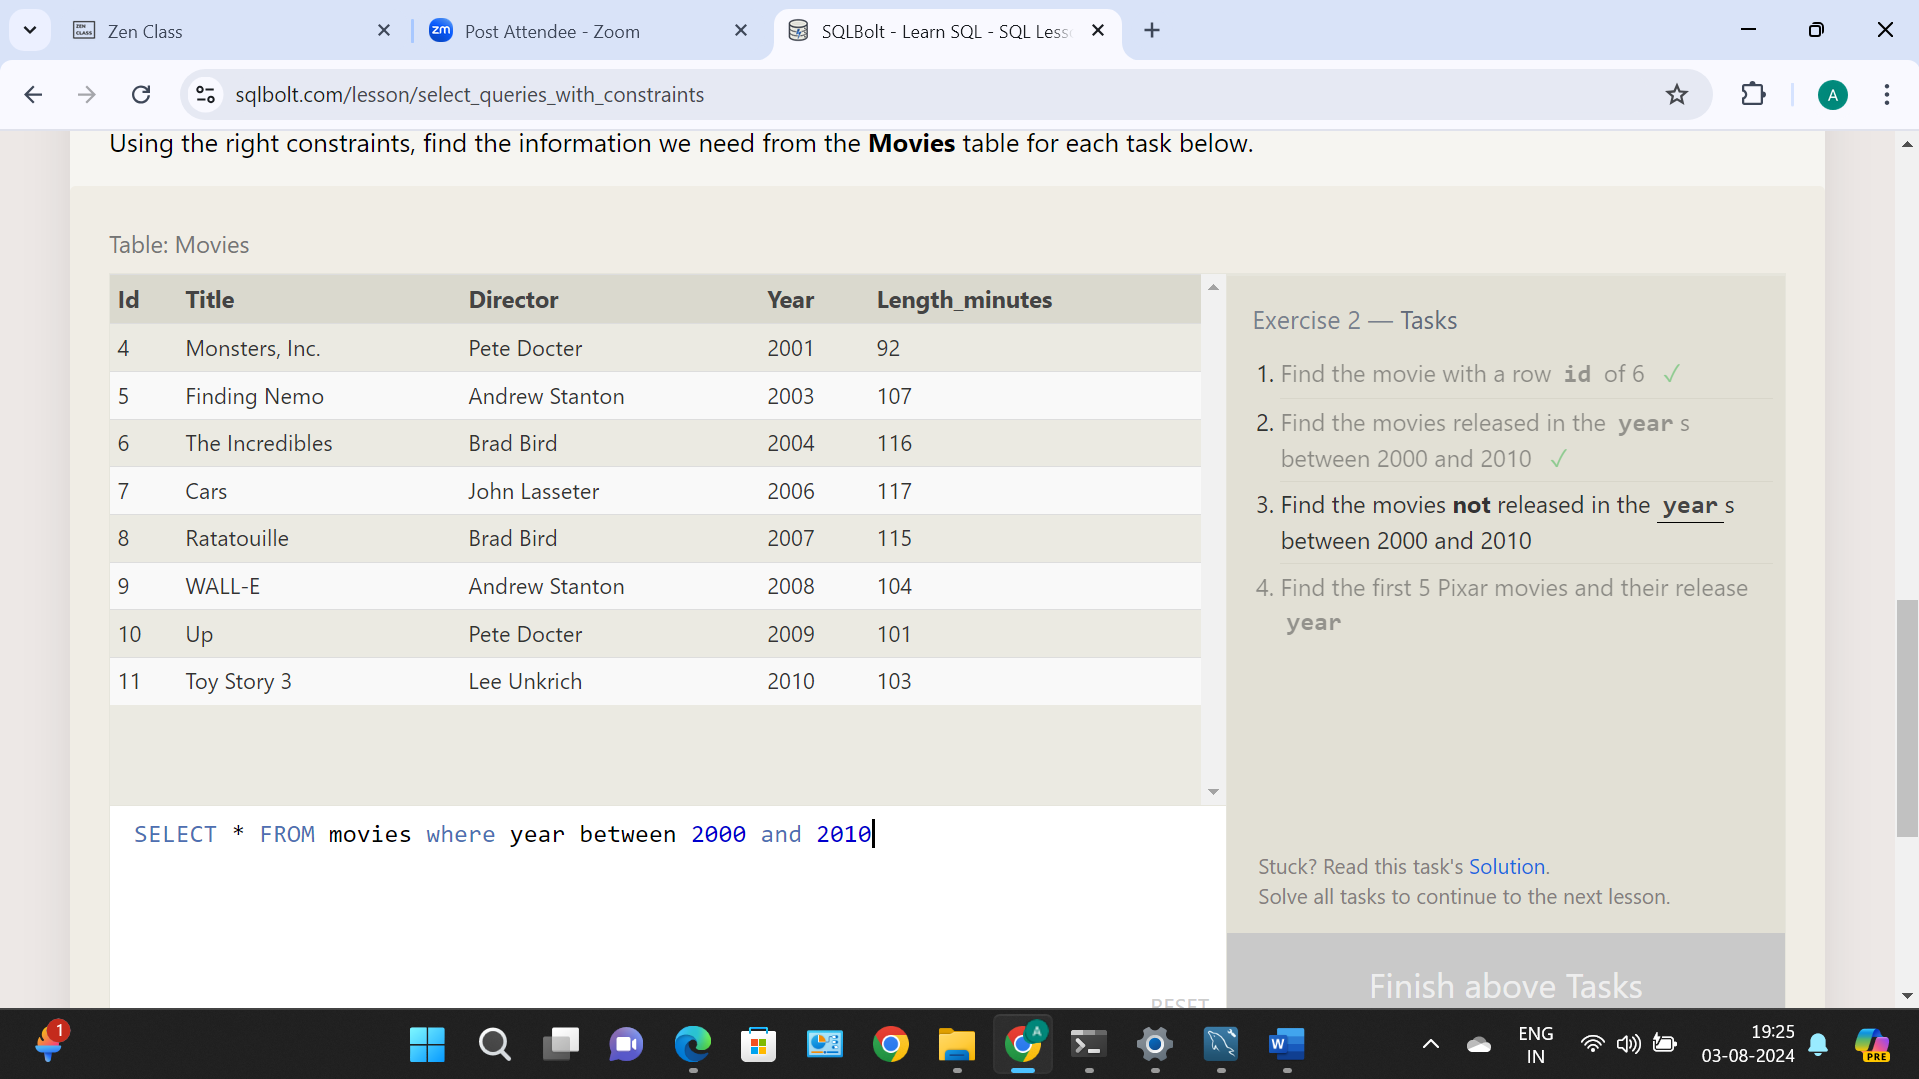 Zen Class
Post Attendee - Zoom
SQLBolt - Learn SQL - SQL Less
sqlbolt.com/lesson/select_queries_with_constraints
A
Using the right constraints, find the information we need from the Movies table for each task below.
Table: Movies
Id Title Director Year Length_minutes
4 Monsters, Inc. Pete Docter 2001 92
5 Finding Nemo Andrew Stanton 2003 107
6 The Incredibles Brad Bird 2004 116
7 Cars John Lasseter 2006 117
8 Ratatouille Brad Bird 2007 115
9 WALL-E Andrew Stanton 2008 104
10 Up Pete Docter 2009 101
11 Toy Story 3 Lee Unkrich 2010 103
SELECT * FROM movies where year between 2000 and 2010
RESET
Exercise 2 — Tasks
1. Find the movie with a row id of 6 ✓
2. Find the movies released in the year s
between 2000 and 2010 ✓
3. Find the movies not released in the year s
between 2000 and 2010
4. Find the first 5 Pixar movies and their release
year
Stuck? Read this task's Solution.
Solve all tasks to continue to the next lesson.
Finish above Tasks
1
ENG
IN
19:25
03-08-2024
PRE